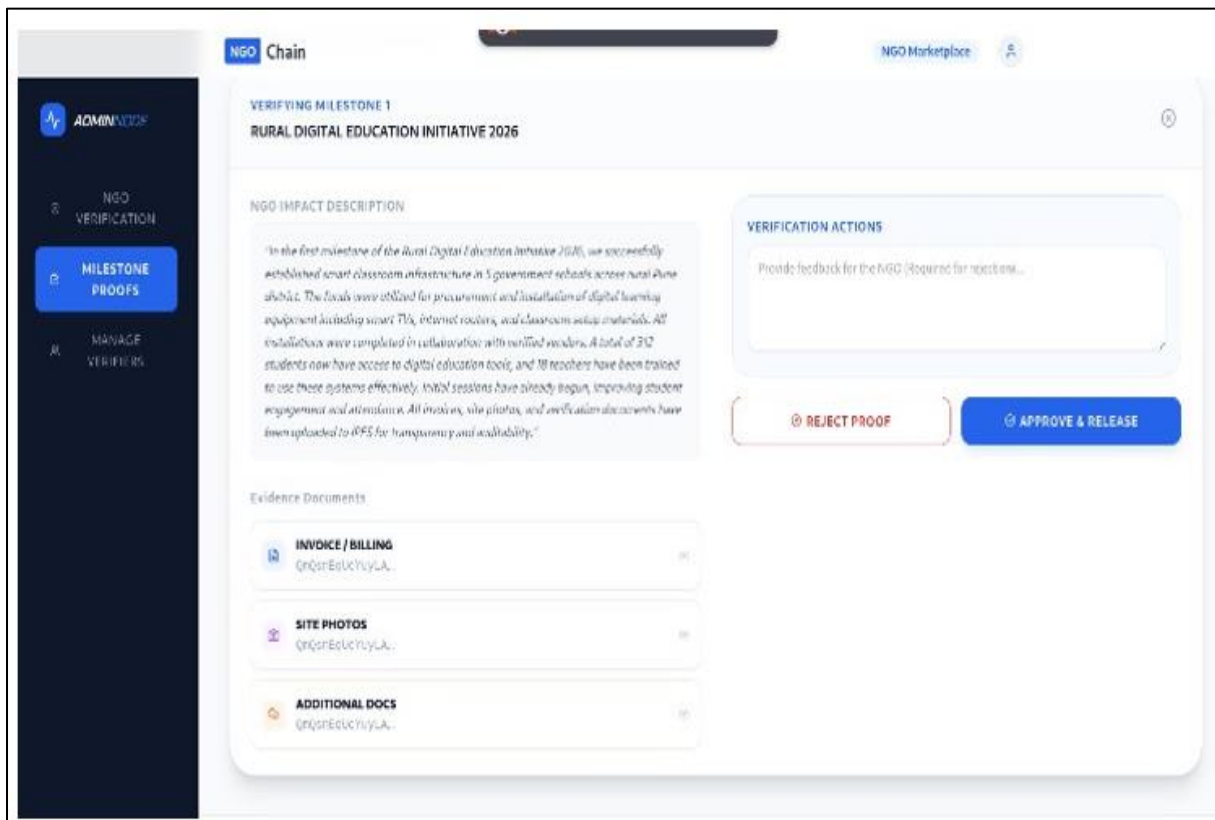 NGO Chain
NGO Marketplace
ADMINNODE
NGO
VERIFICATION
MILESTONE
PROOFS
MANAGE
VERIFIERS
VERIFYING MILESTONE 1
RURAL DIGITAL EDUCATION INITIATIVE 2026
NGO IMPACT DESCRIPTION
"In the first milestone of the Rural Digital Education Initiative 2026, we successfully
established smart classroom infrastructure in 5 government schools across rural Pune
district. The funds were utilized for procurement and installation of digital learning
equipment including smart TVs, internet routers, and classroom setup materials. All
installations were completed in collaboration with verified vendors. A total of 312
students now have access to digital education tools, and 18 teachers have been trained
to use these systems effectively. Initial sessions have already begun, improving student
engagement and attendance. All invoices, site photos, and verification documents have
been uploaded to IPFS for transparency and auditability."
Evidence Documents
INVOICE / BILLING
SITE PHOTOS
ADDITIONAL DOCS
VERIFICATION ACTIONS
Provide feedback for the NGO (Required for rejections...
REJECT PROOF
APPROVE & RELEASE